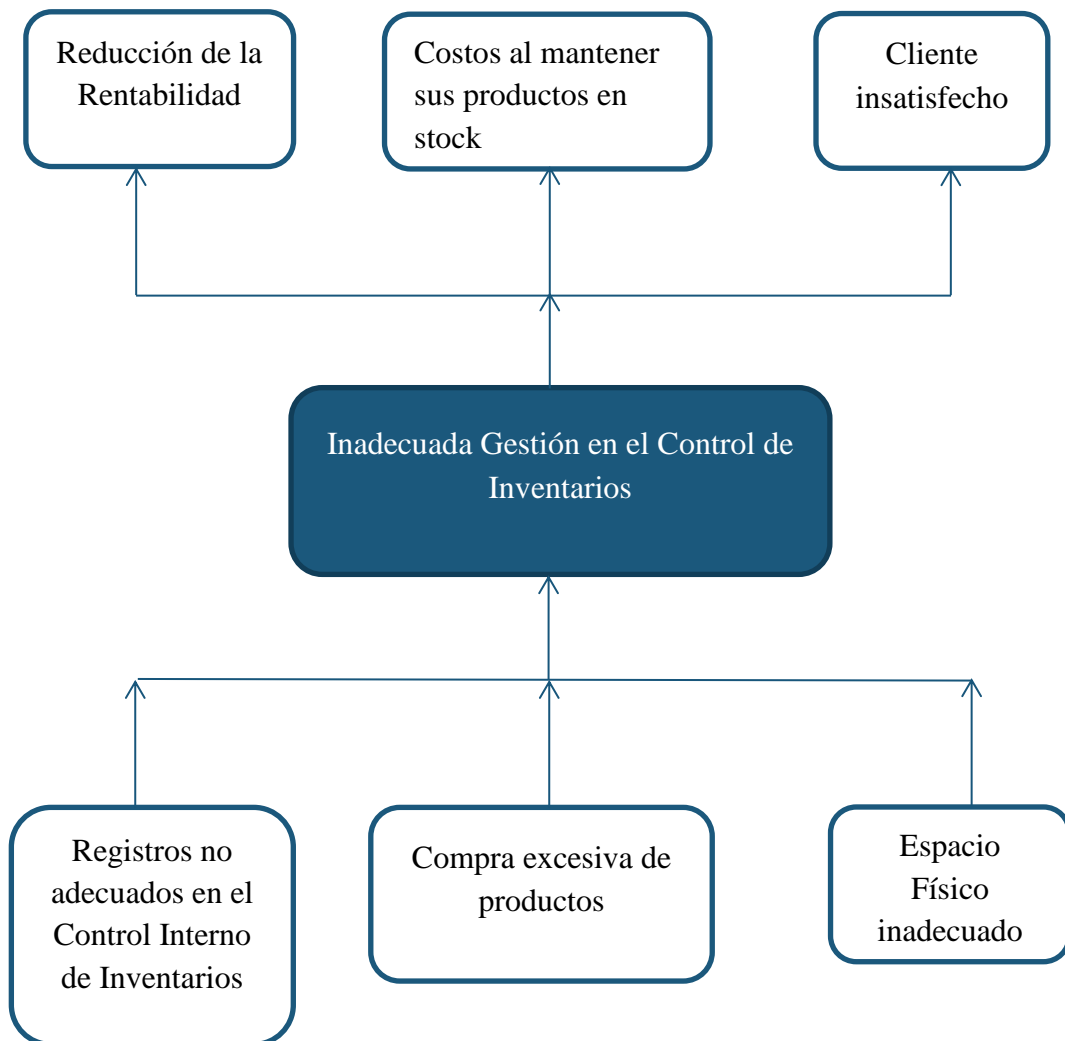 Reducción de la
Rentabilidad
Costos al mantener
sus productos en
stock
Cliente
insatisfecho
Inadecuada Gestión en el Control de
Inventarios
Registros no
adecuados en el
Control Interno
de Inventarios
Compra excesiva de
productos
Espacio
Físico
inadecuado